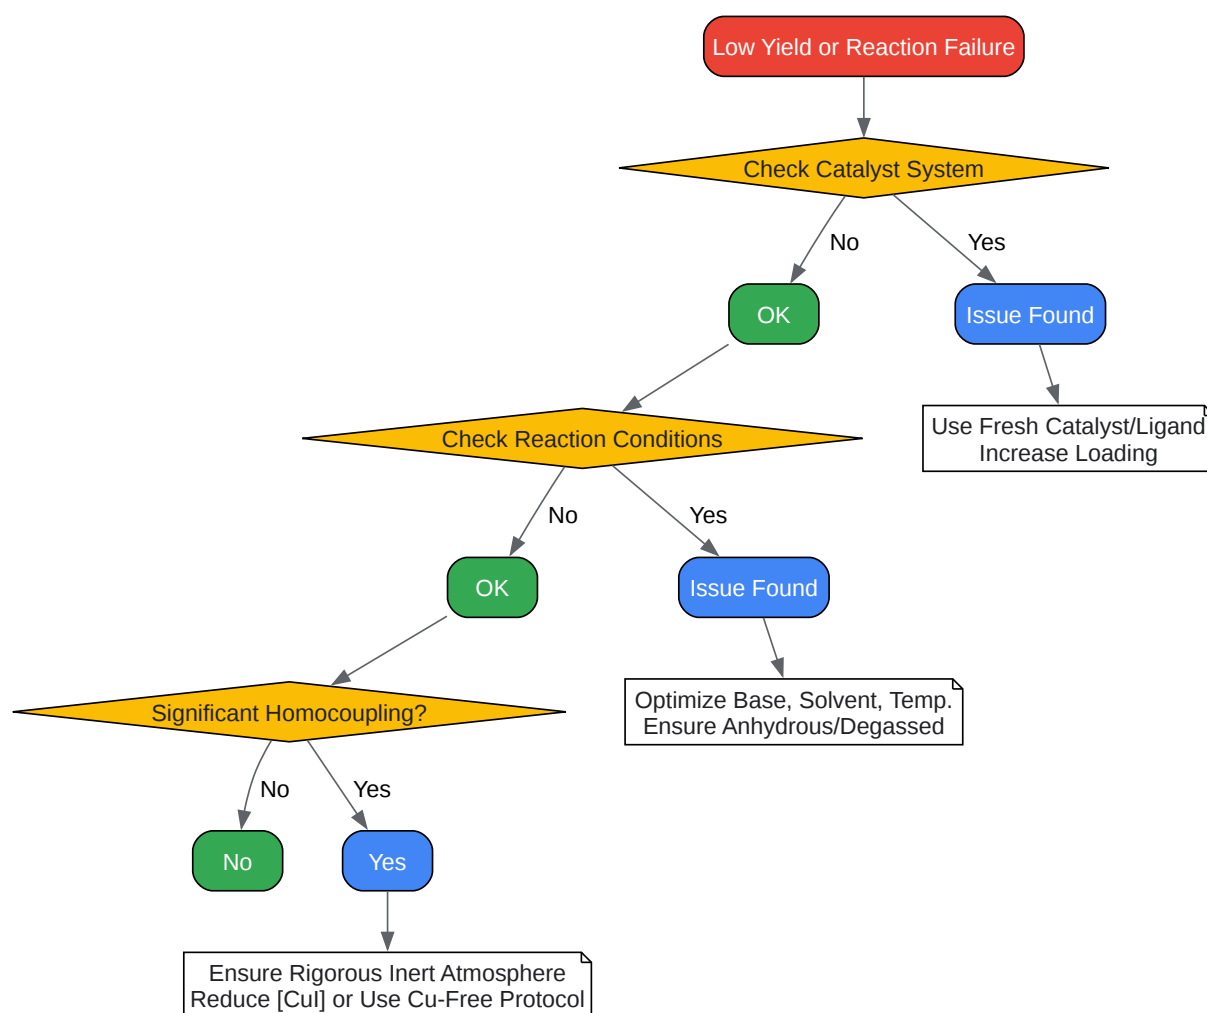 Low Yield or Reaction Failure
Check Catalyst System
No
Yes
OK
Issue Found
Use Fresh Catalyst/Ligand
Increase Loading
Check Reaction Conditions
No
Yes
OK
Issue Found
Optimize Base, Solvent, Temp.
Ensure Anhydrous/Degassed
Significant Homocoupling?
No
Yes
No
Yes
Ensure Rigorous Inert Atmosphere
Reduce [CuI] or Use Cu-Free Protocol